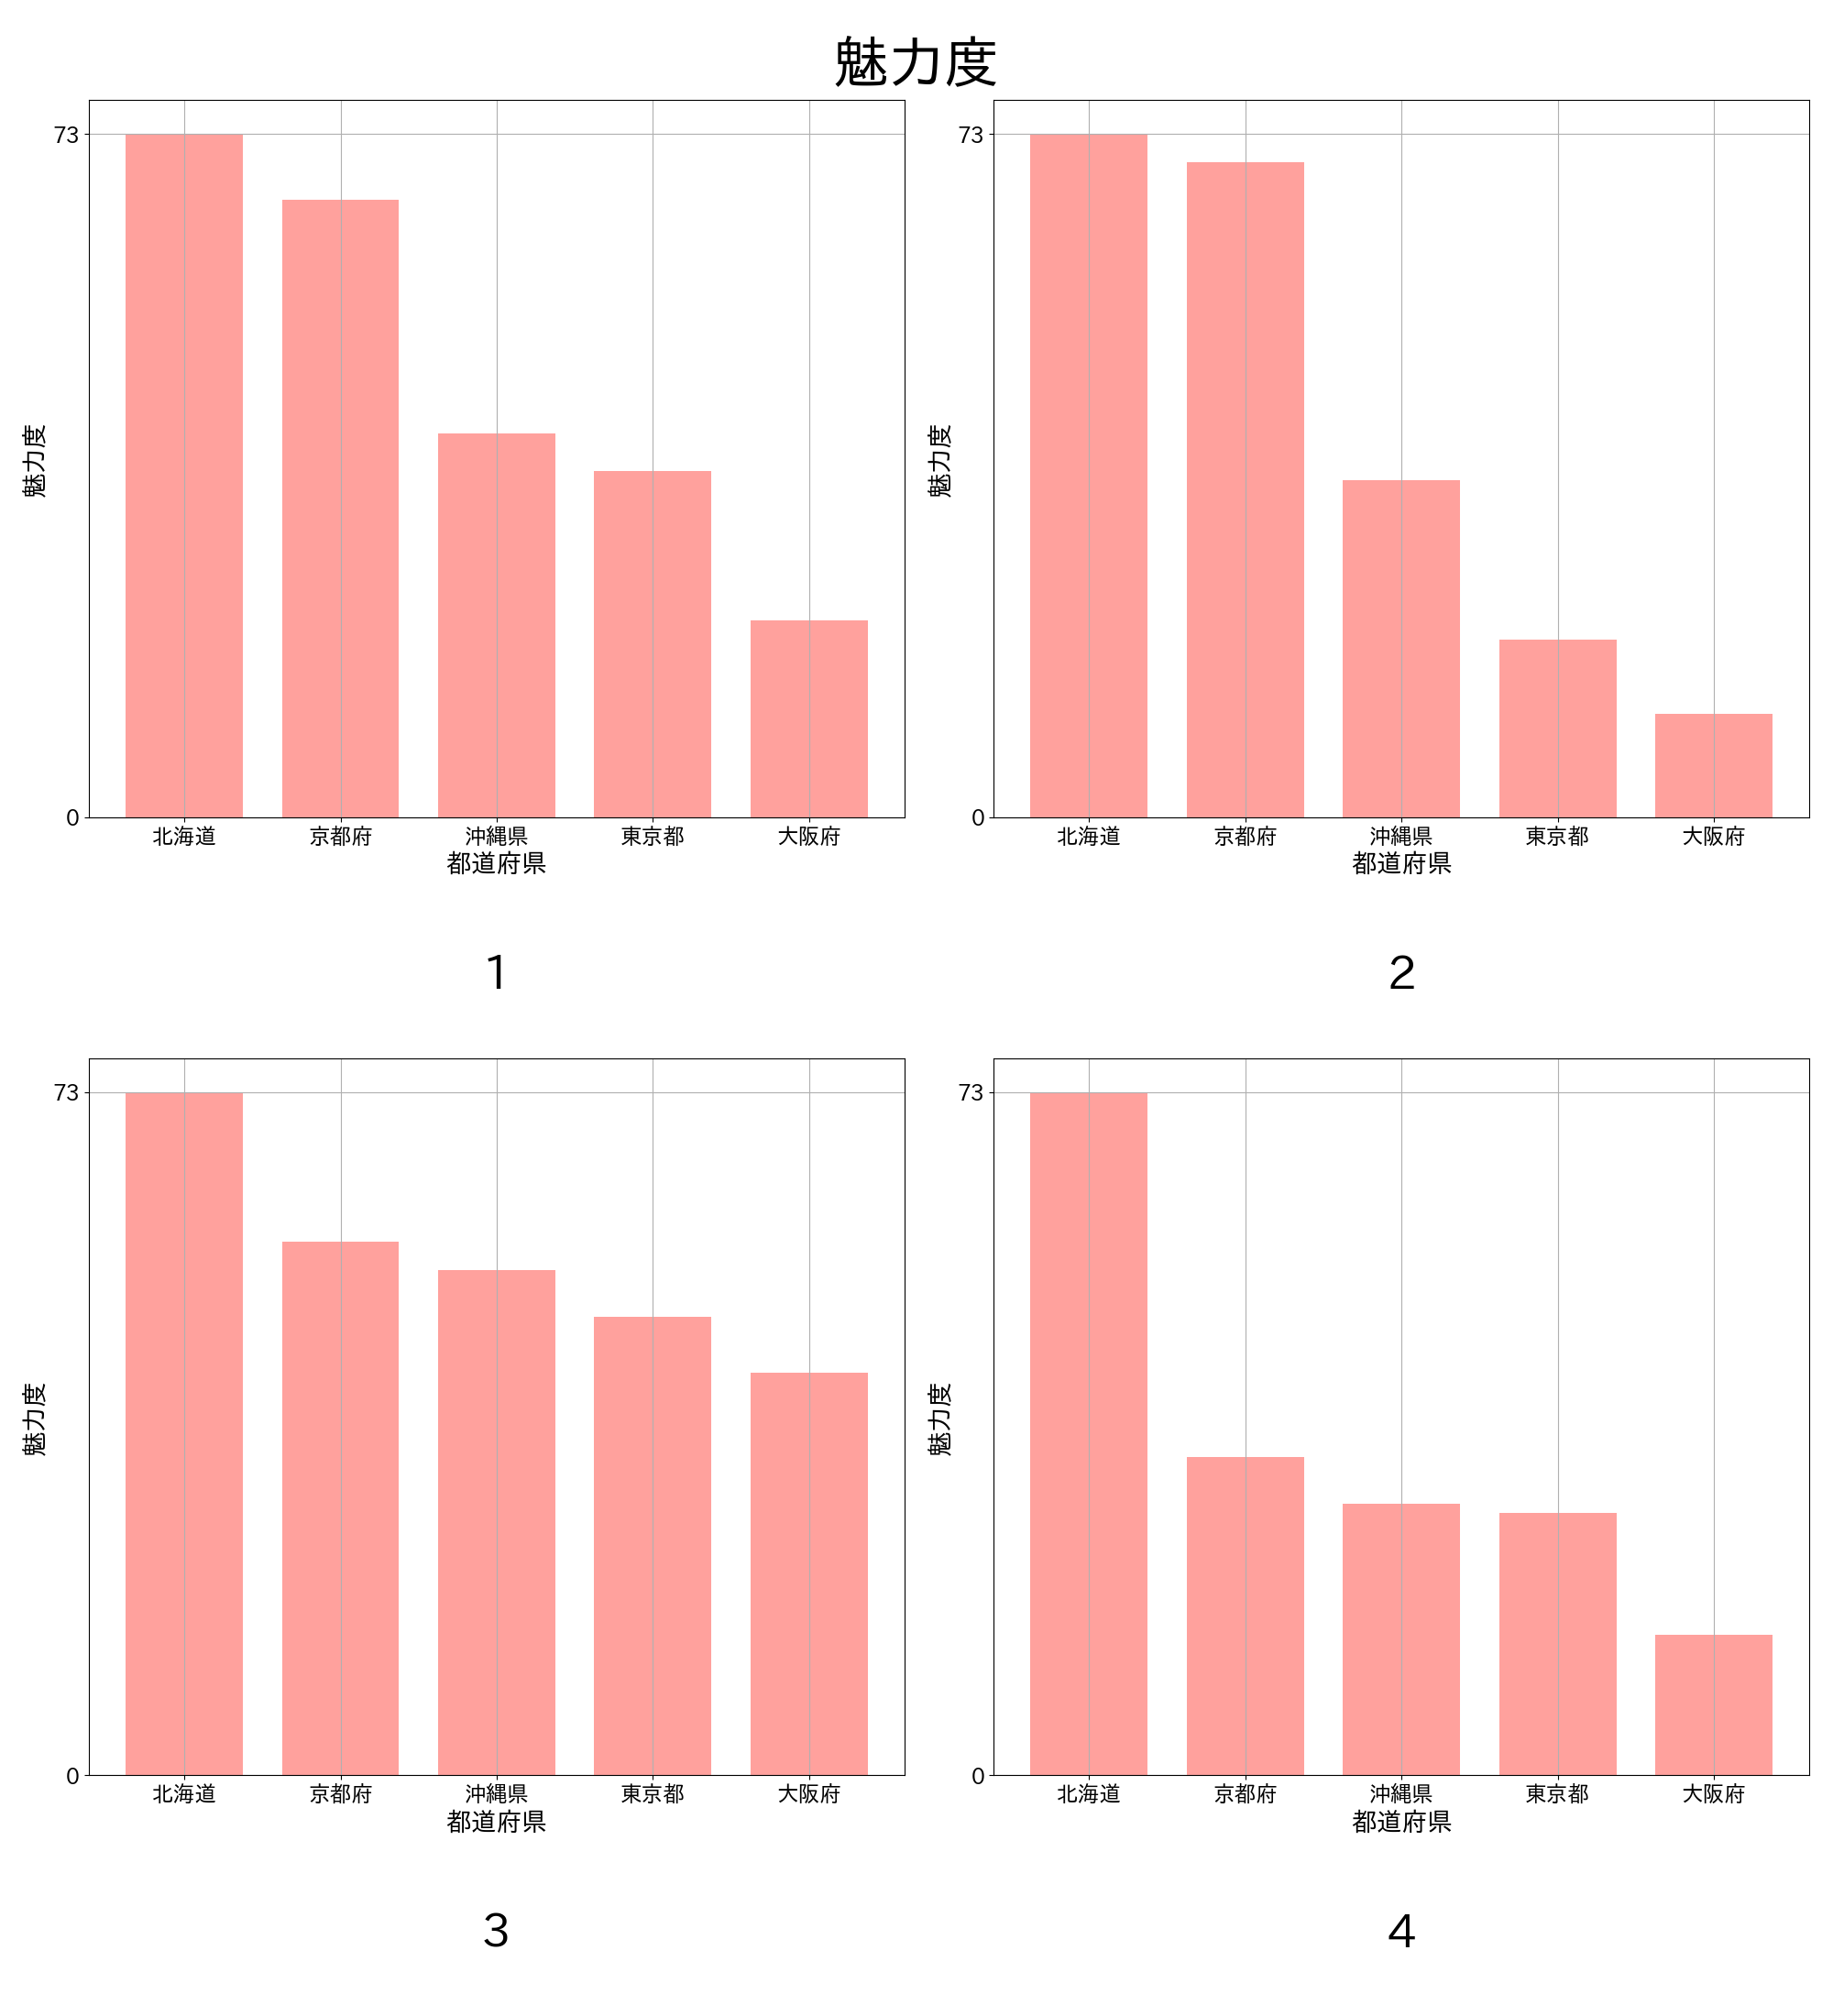 魅力度
73
0
魅力度
北海道 京都府 沖縄県 東京都 大阪府
都道府県
1
73
0
魅力度
北海道 京都府 沖縄県 東京都 大阪府
都道府県
2
73
0
魅力度
北海道 京都府 沖縄県 東京都 大阪府
都道府県
3
73
0
魅力度
北海道 京都府 沖縄県 東京都 大阪府
都道府県
4